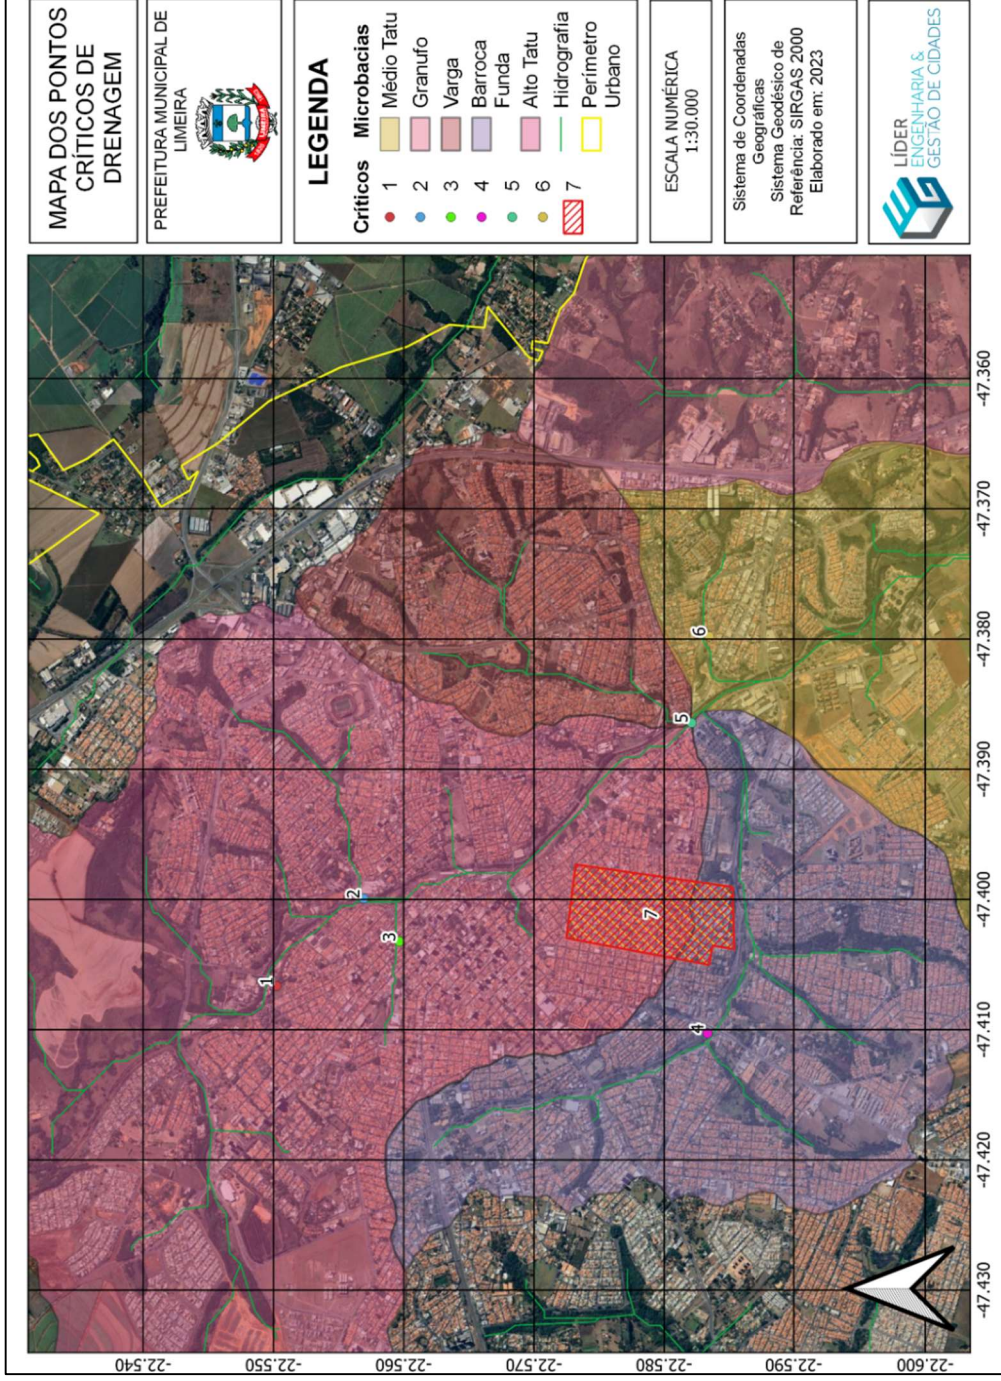 MAPA DOS PONTOS
CRÍTICOS DE
DRENAGEM
PREFEITURA MUNICIPAL DE
LIMEIRA
LIMEIRA
LEGENDA
Críticos
1
2
3
4
5
6
7
Microbacias
Médio Tatu
Granufo
Varga
Barroca
Funda
Alto Tatu
Hidrografia
Perímetro
Urbano
ESCALA NUMÉRICA
1:30.000
Sistema de Coordenadas
Geográficas
Sistema Geodésico de
Referência: SIRGAS 2000
Elaborado em: 2023
LÍDER
ENGENHARIA &
GESTÃO DE CIDADES
1
2
3
4
5
6
7
-22.540
-22.550
-22.560
-22.570
-22.580
-22.590
-22.600
-47.430
-47.420
-47.410
-47.400
-47.390
-47.380
-47.370
-47.360